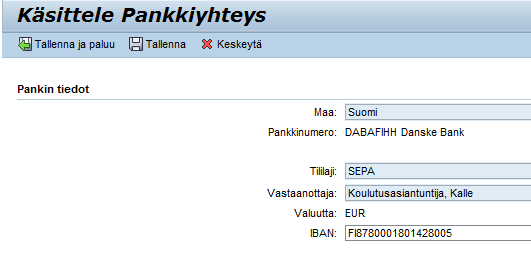 Käsittele Pankkiyhteys
Tallenna ja paluu Tallenna Keskeytä
Pankin tiedot
Maa: Suomi
Pankkinumero: DABAFIHH Danske Bank
Tililaji: SEPA
Vastaanottaja: Koulutusasiantuntija, Kalle
Valuutta: EUR
IBAN: FI8780001801428005